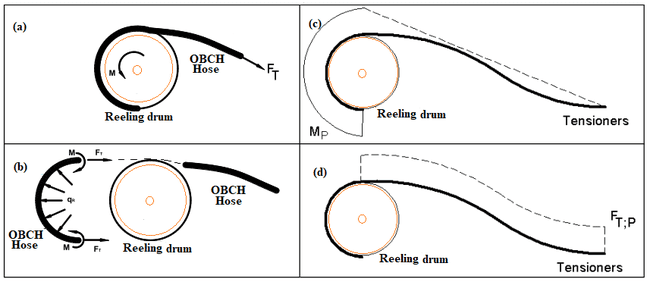 (a)
OBCH
Hose
M
F_T
Reeling drum
(b)
M
F_T
q_s
OBCH
Hose
OBCH
Hose
M
F_T
Reeling drum
(c)
Reeling drum
M_P
Tensioners
(d)
F_T;P
Reeling drum
Tensioners